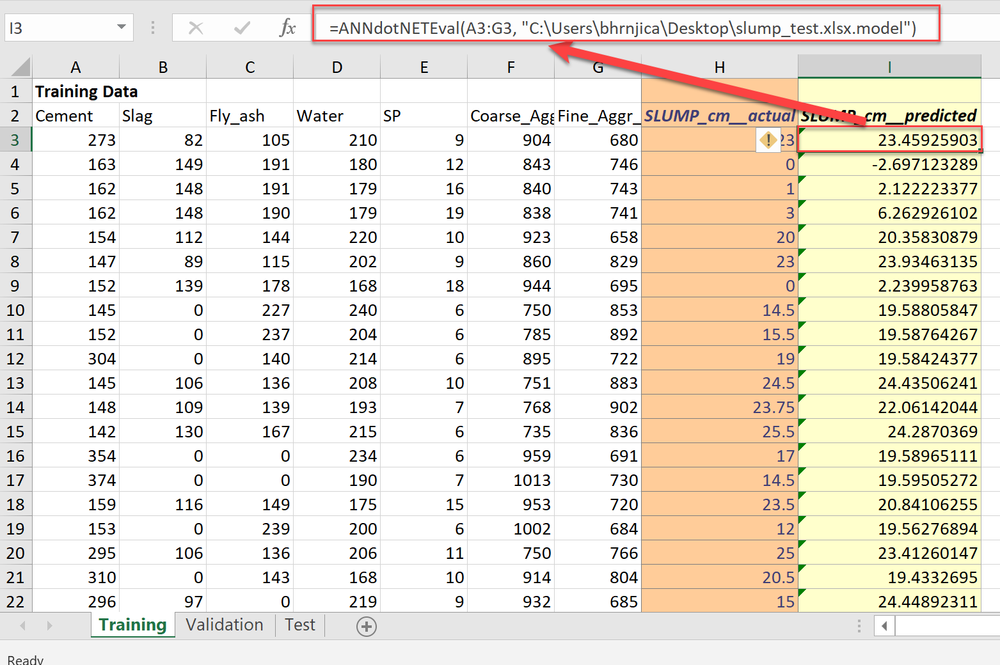 I3 fx =ANNdotNETEval(A3:G3, "C:\Users\bhrnjica\Desktop\slump_test.xlsx.model")
A B C D E F G H I
1 Training Data
2 Cement Slag Fly_ash Water SP Coarse_Agg Fine_Aggr_ SLUMP_cm__actual SLUMP_cm__predicted
3 273 82 105 210 9 904 680 23 23.45925903
4 163 149 191 180 12 843 746 0 -2.697123289
5 162 148 191 179 16 840 743 1 2.122223377
6 162 148 190 179 19 838 741 3 6.262926102
7 154 112 144 220 10 923 658 20 20.35830879
8 147 89 115 202 9 860 829 23 23.93463135
9 152 139 178 168 18 944 695 0 2.239958763
10 145 0 227 240 6 750 853 14.5 19.58805847
11 152 0 237 204 6 785 892 15.5 19.58764267
12 304 0 140 214 6 895 722 19 19.58424377
13 145 106 136 208 10 751 883 24.5 24.43506241
14 148 109 139 193 7 768 902 23.75 22.06142044
15 142 130 167 215 6 735 836 25.5 24.2870369
16 354 0 0 234 6 959 691 17 19.58965111
17 374 0 0 190 7 1013 730 14.5 19.59505272
18 159 116 149 175 15 953 720 23.5 20.84106255
19 153 0 239 200 6 1002 684 12 19.56276894
20 295 106 136 206 11 750 766 25 23.41260147
21 310 0 143 168 10 914 804 20.5 19.4332695
22 296 97 0 219 9 932 685 15 24.44892311
Training Validation Test
Ready